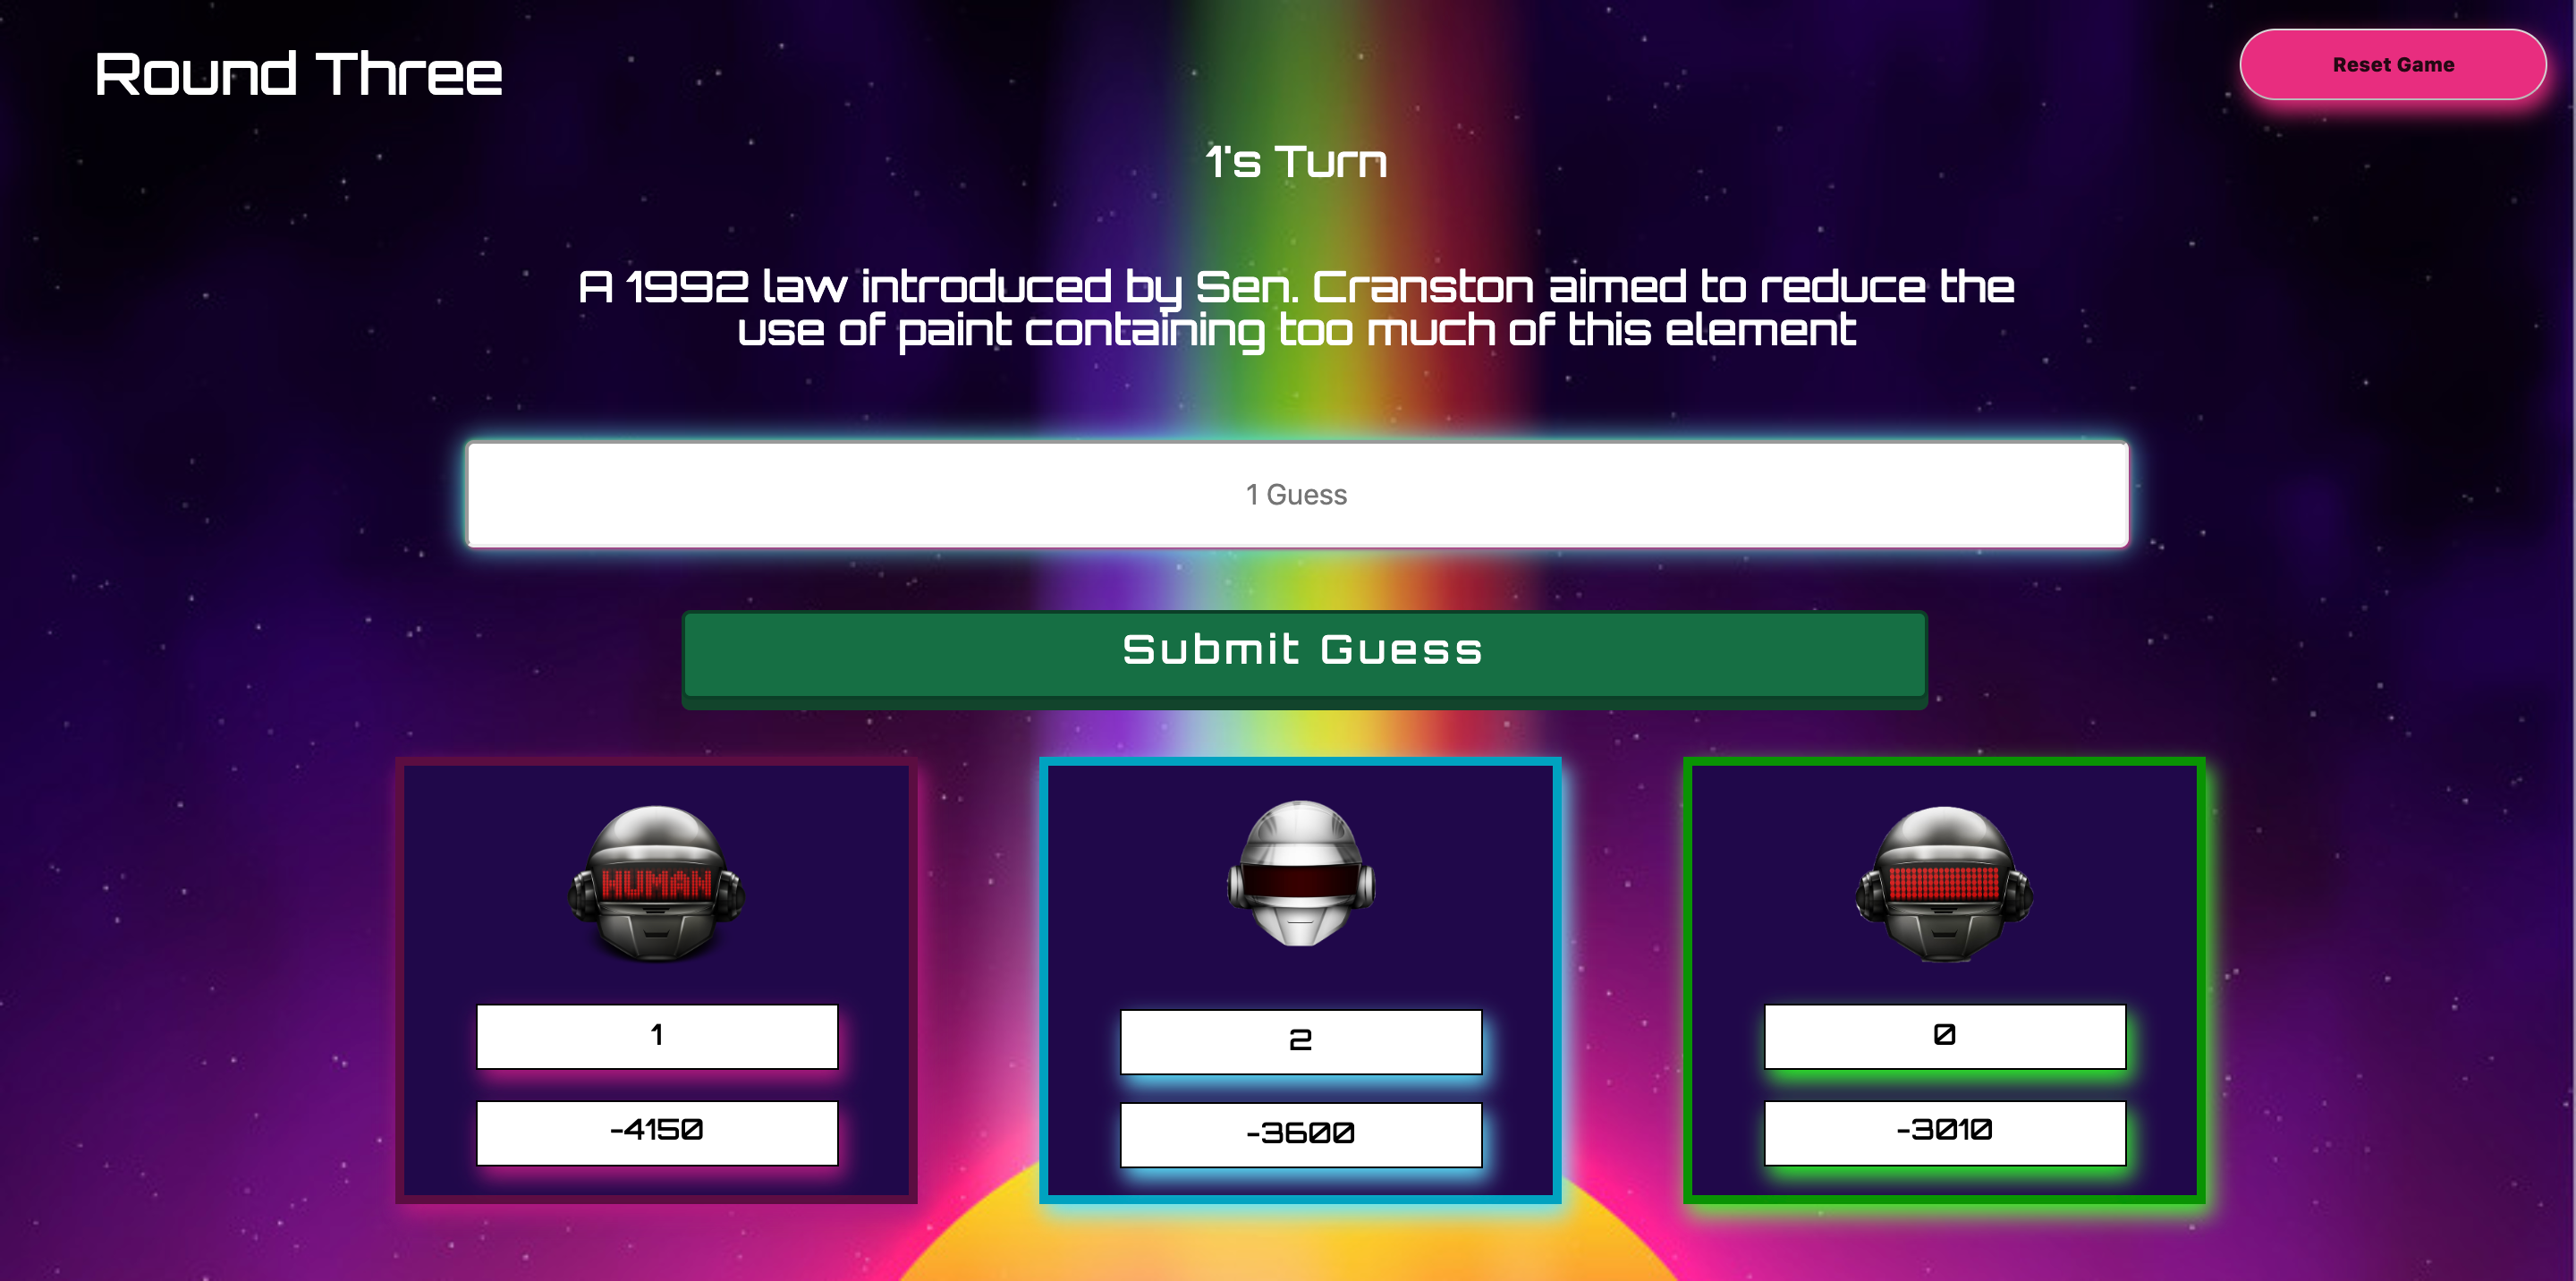 Round Three
Reset Game
1's Turn
A 1992 law introduced by Sen. Cranston aimed to reduce the
use of paint containing too much of this element
1 Guess
Submit Guess
HUMAN
1
2
0
-4150
-3600
-3010